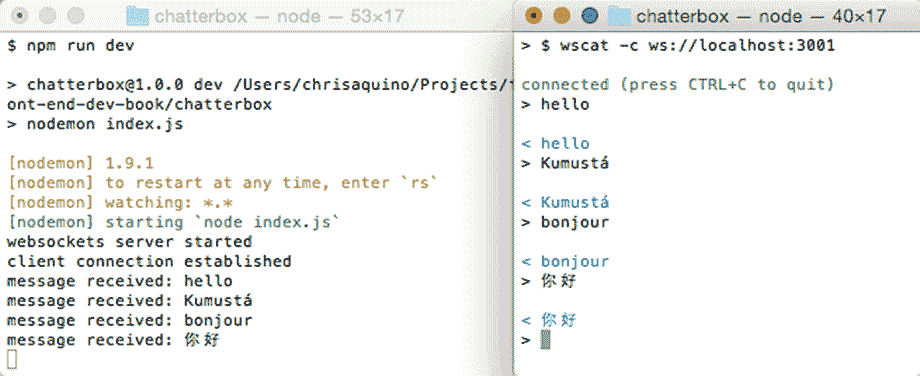 chatterbox — node — 53×17
$ npm run dev
> chatterbox@1.0.0 dev /Users/chrisaquino/Projects/
ont-end-dev-book/chatterbox
> nodemon index.js
[nodemon] 1.9.1
[nodemon] to restart at any time, enter `rs`
[nodemon] watching: *.*
[nodemon] starting `node index.js`
websockets server started
client connection established
message received: hello
message received: Kumustá
message received: bonjour
message received: 你好
chatterbox — node — 40×17
> $ wscat -c ws://localhost:3001
connected (press CTRL+C to quit)
> hello
< hello
> Kumustá
< Kumustá
> bonjour
< bonjour
> 你好
< 你好
>